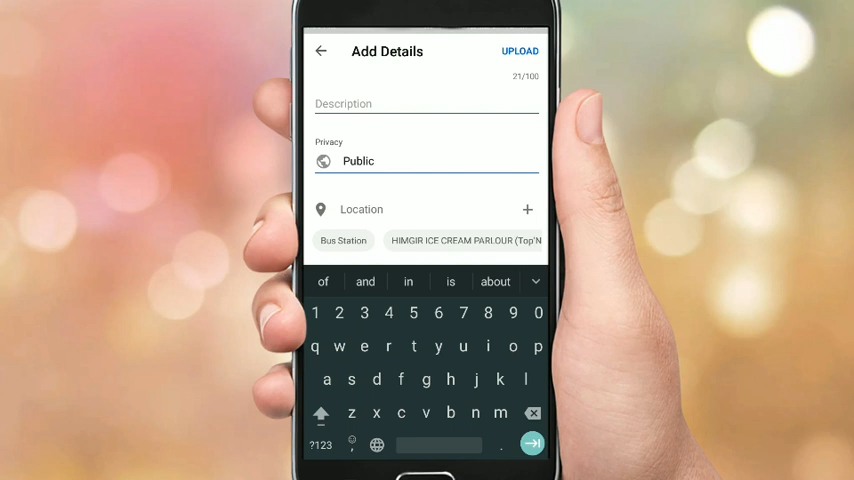 Add Details UPLOAD
21/100
Description
Privacy
Public
Location +
Bus Station HIMGIR ICE CREAM PARLOUR (Top'N
of and in is about
1 2 3 4 5 6 7 8 9 0
q w e r t y u i o p
a s d f g h j k l
z x c v b n m
?123 , .